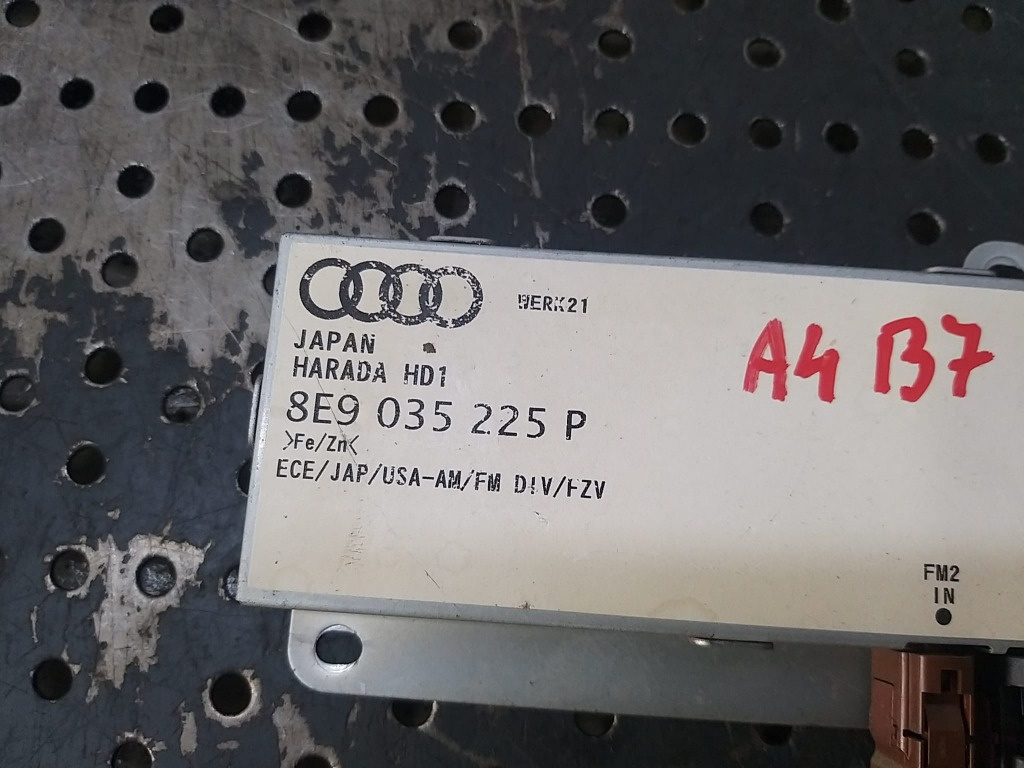 WERK21
JAPAN
HARADA HD1
A4 B7
8E9 035 225 P
>Fe/Zn<
ECE/JAP/USA-AM/FM DIV/FZV
FM2
IN